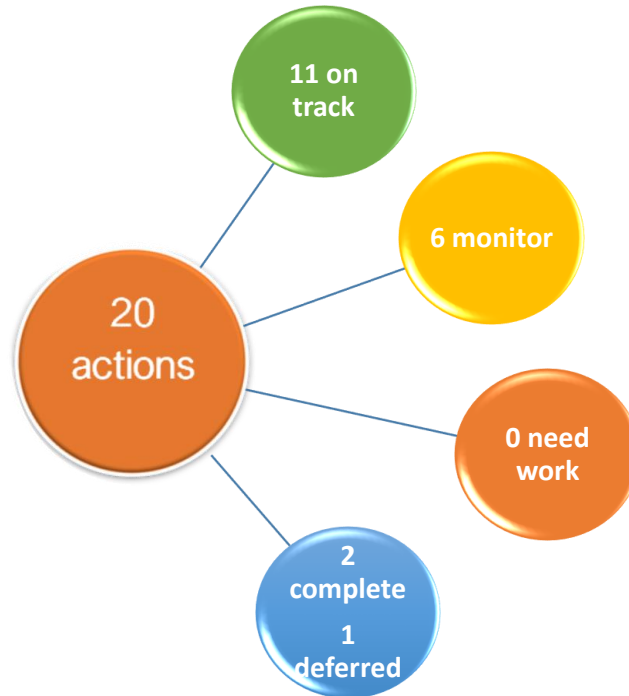 11 on
track
6 monitor
20
actions
0 need
work
2
complete
1
deferred